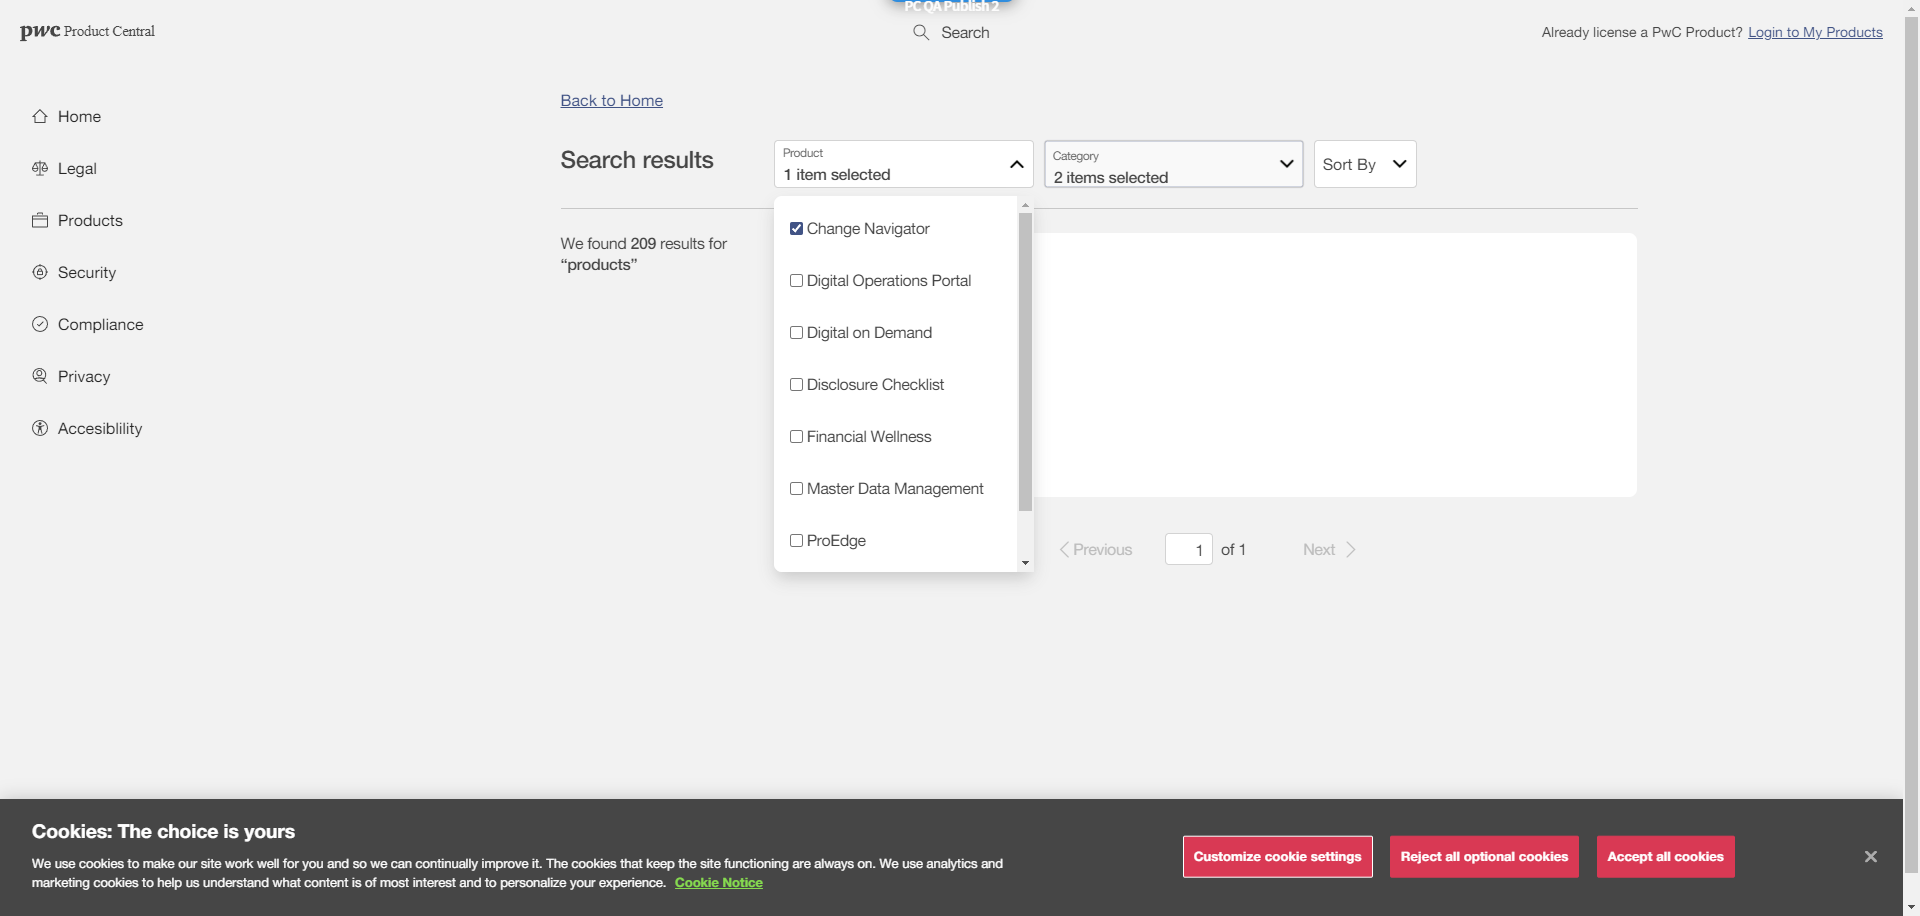 PC QA Publish 2
pwc Product Central
Search
Already license a PwC Product? Login to My Products
Home
Legal
Products
Security
Compliance
Privacy
Accesiblility
Back to Home
Search results
Product
1 item selected
Category
2 items selected
Sort By
We found 209 results for
“products”
Change Navigator
Digital Operations Portal
Digital on Demand
Disclosure Checklist
Financial Wellness
Master Data Management
ProEdge
Previous
1 of 1
Next
Cookies: The choice is yours
We use cookies to make our site work well for you and so we can continually improve it. The cookies that keep the site functioning are always on. We use analytics and
marketing cookies to help us understand what content is of most interest and to personalize your experience. Cookie Notice
Customize cookie settings
Reject all optional cookies
Accept all cookies